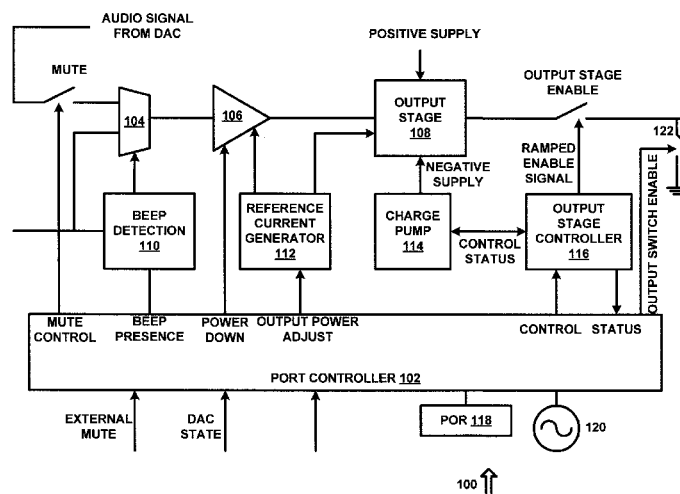 AUDIO SIGNAL
FROM DAC
MUTE
POSITIVE SUPPLY
OUTPUT STAGE
ENABLE
104
106
OUTPUT
STAGE
108
122
RAMPED
ENABLE
SIGNAL
NEGATIVE
SUPPLY
BEEP
DETECTION
110
REFERENCE
CURRENT
GENERATOR
112
CHARGE
PUMP
114
CONTROL
STATUS
OUTPUT
STAGE
CONTROLLER
116
OUTPUT SWITCH ENABLE
MUTE
CONTROL
BEEP
PRESENCE
POWER
DOWN
OUTPUT POWER
ADJUST
CONTROL
STATUS
PORT CONTROLLER 102
EXTERNAL
MUTE
DAC
STATE
POR 118
120
100